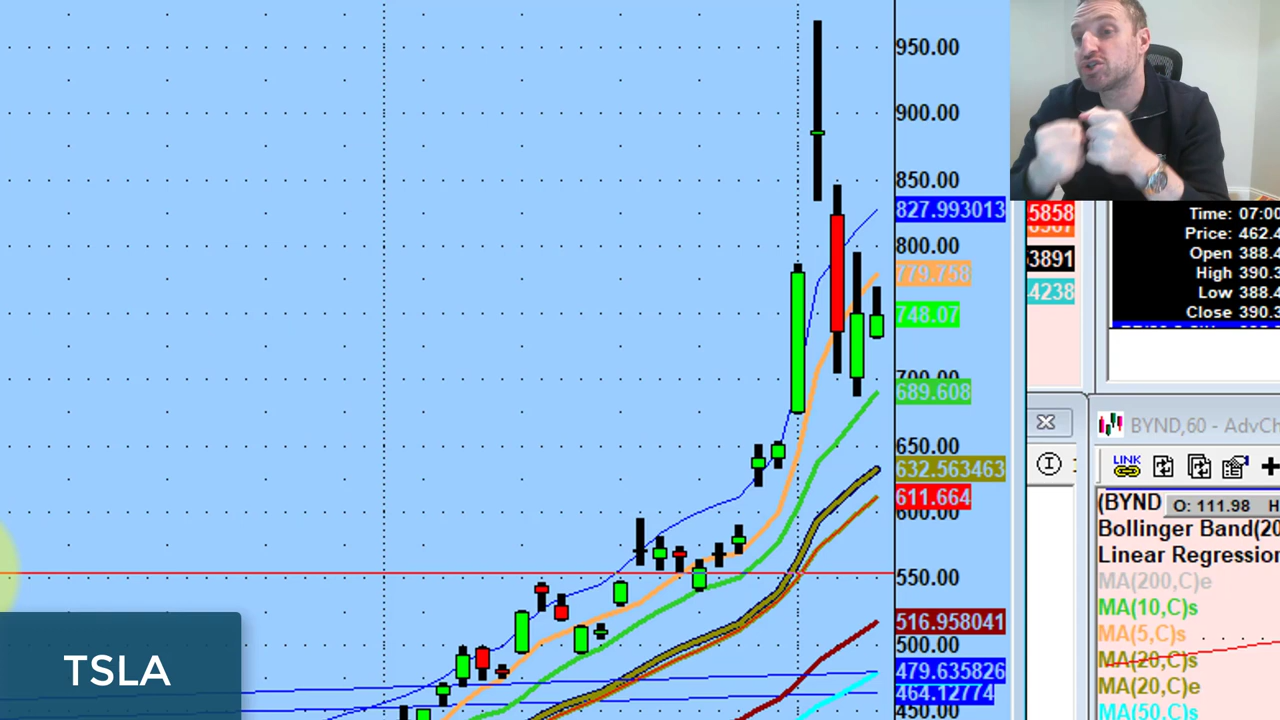 950.00
900.00
850.00
827.993013
800.00
779.758
748.07
700.00
689.608
650.00
632.563463
611.664
600.00
550.00
516.958041
500.00
479.635826
464.12774
450.00
TSLA
5858
3891
4238
Time: 07:00
Price: 462.4
Open 388.4
High 390.3
Low 388.4
Close 390.3
BYND,60 - AdvCh
LINK
(BYND O: 111.98 H
Bollinger Band(20
Linear Regression
MA(200,C)e
MA(10,C)s
MA(5,C)s
MA(20,C)s
MA(20,C)e
MA(50,C)s